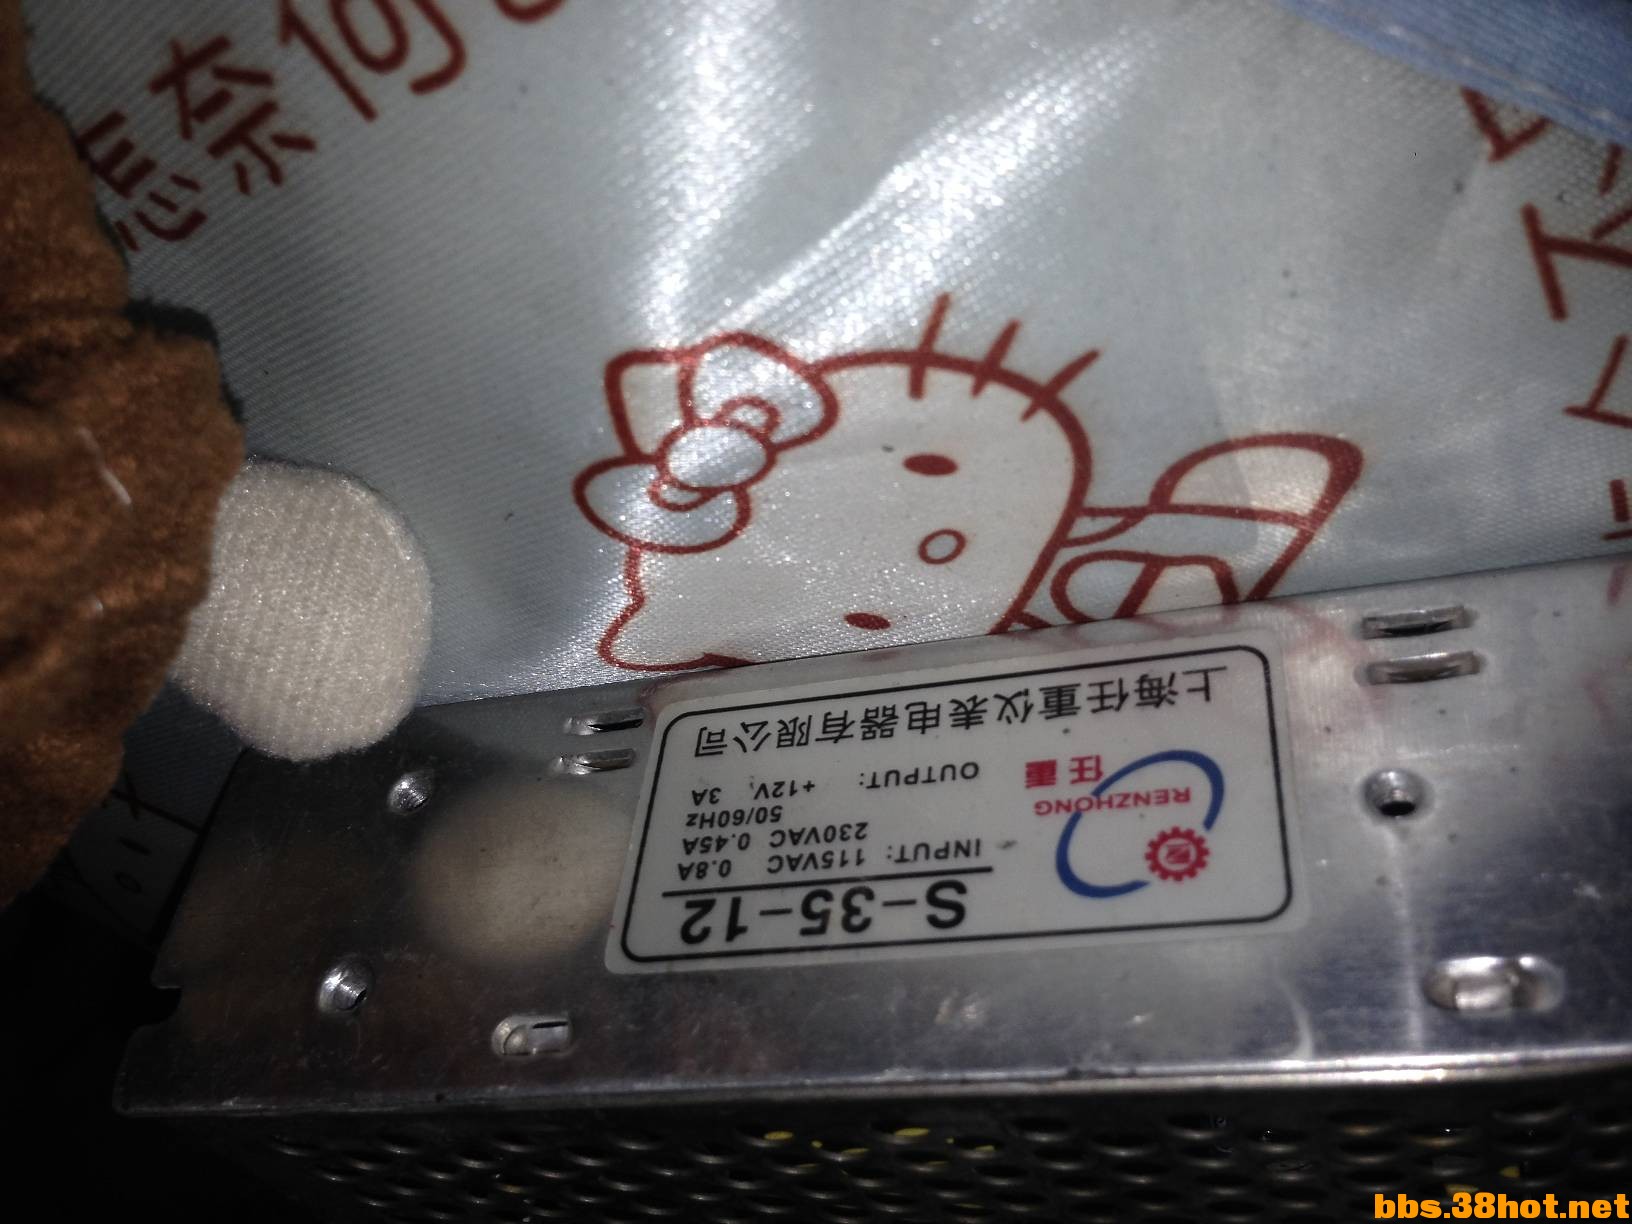 奈何
上海任重仪表电器有限公司
任重
RENZHONG
S-35-12
INPUT: 115VAC 0.8A
230VAC 0.45A
50/60Hz
OUTPUT: +12V, 3A
bbs.38hot.net